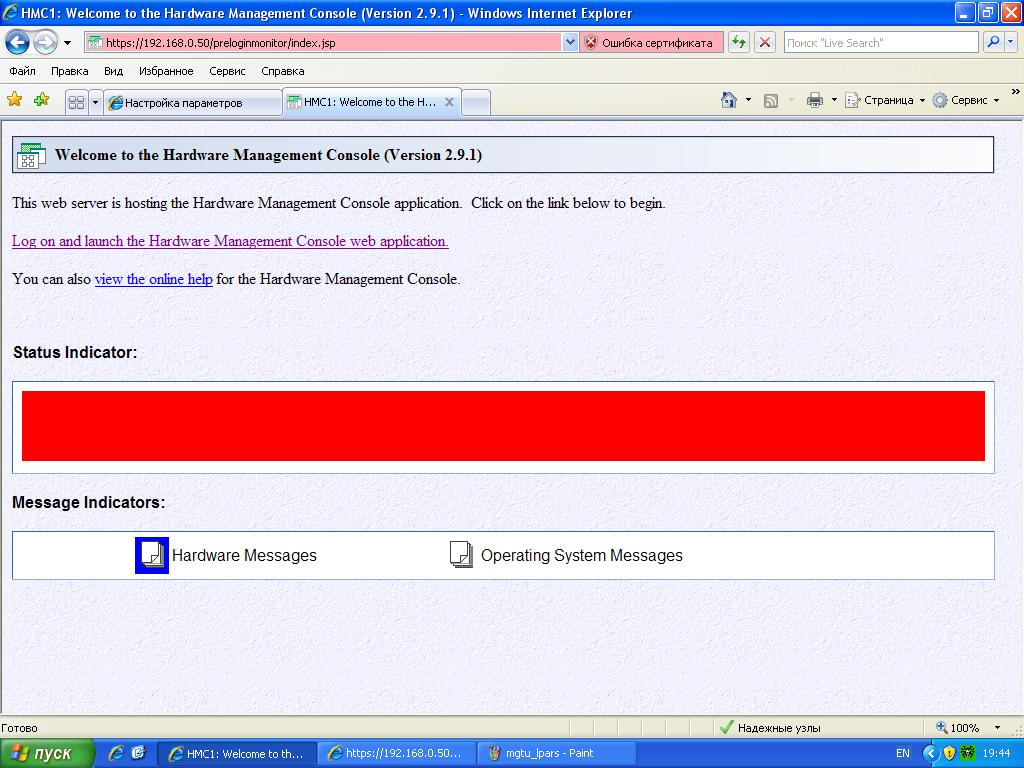 HMC1: Welcome to the Hardware Management Console (Version 2.9.1) - Windows Internet Explorer
https://192.168.0.50/preloginmonitor/index.jsp
Ошибка сертификата
Поиск "Live Search"
Файл Правка Вид Избранное Сервис Справка
Настройка параметров
HMC1: Welcome to the H...
Страница
Сервис
»
Welcome to the Hardware Management Console (Version 2.9.1)
This web server is hosting the Hardware Management Console application. Click on the link below to begin.
Log on and launch the Hardware Management Console web application.
You can also view the online help for the Hardware Management Console.
Status Indicator:
Message Indicators:
Hardware Messages
Operating System Messages
Готово
Надежные узлы
100%
пуск
HMC1: Welcome to th...
https://192.168.0.50...
mgtu_lpars - Paint
EN
19:44